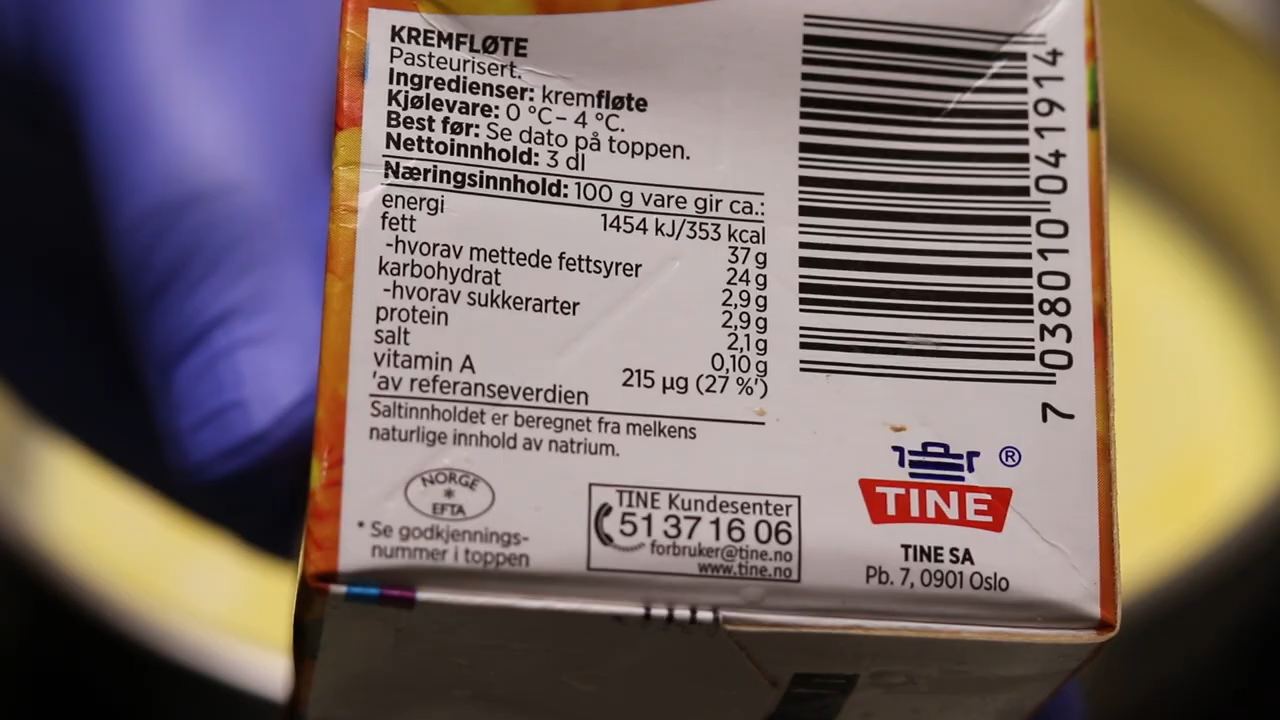 KREMFLØTE
Pasteurisert.
Ingredienser: kremfløte
Kjølevare: 0 °C– 4 °C.
Best før: Se dato på toppen.
Nettoinnhold: 3 dl
Næringsinnhold: 100 g vare gir ca.:
energi 1454 kJ/353 kcal
fett 37 g
-hvorav mettede fettsyrer 24 g
karbohydrat 2,9 g
-hvorav sukkerarter 2,9 g
protein 2,1 g
salt 0,10 g
vitamin A 215 µg (27 %')
'av referanseverdien
Saltinnholdet er beregnet fra melkens
naturlige innhold av natrium.
NORGE
*
EFTA
* Se godkjennings-
nummer i toppen
TINE Kundesenter
51 37 16 06
forbruker@tine.no
www.tine.no
7 038010 041914
TINE ®
TINE SA
Pb. 7, 0901 Oslo